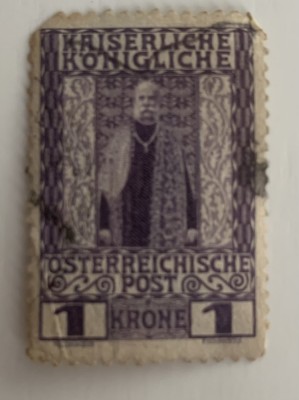 KAISERLICHE
KÖNIGLICHE
ÖSTERREICHISCHE
POST
1 KRONE 1